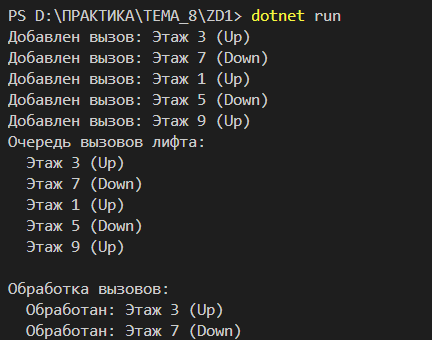 PS D:\ПРАКТИКА\TEMA_8\ZD1> dotnet run
Добавлен вызов: Этаж 3 (Up)
Добавлен вызов: Этаж 7 (Down)
Добавлен вызов: Этаж 1 (Up)
Добавлен вызов: Этаж 5 (Down)
Добавлен вызов: Этаж 9 (Up)
Очередь вызовов лифта:
  Этаж 3 (Up)
  Этаж 7 (Down)
  Этаж 1 (Up)
  Этаж 5 (Down)
  Этаж 9 (Up)

Обработка вызовов:
  Обработан: Этаж 3 (Up)
  Обработан: Этаж 7 (Down)